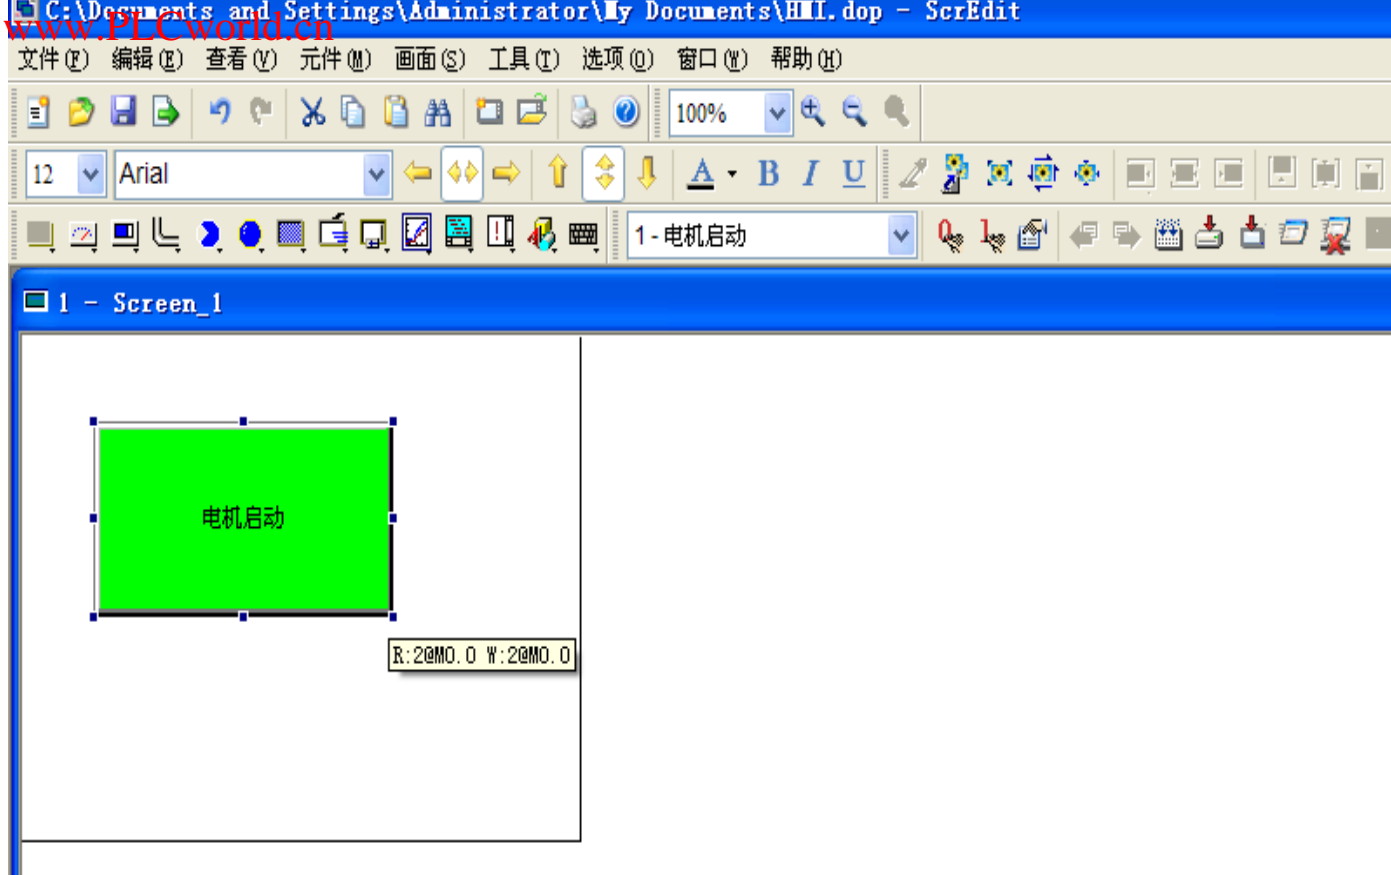 C:\Documents and Settings\Administrator\My Documents\HMI.dop - ScrEdit
www.PLCworld.cn
文件(F) 编辑(E) 查看(V) 元件(M) 画面(S) 工具(T) 选项(O) 窗口(W) 帮助(H)
100%
12 Arial A B I U
1 - 电机启动
1 - Screen_1
电机启动
R:2@M0.0 W:2@M0.0